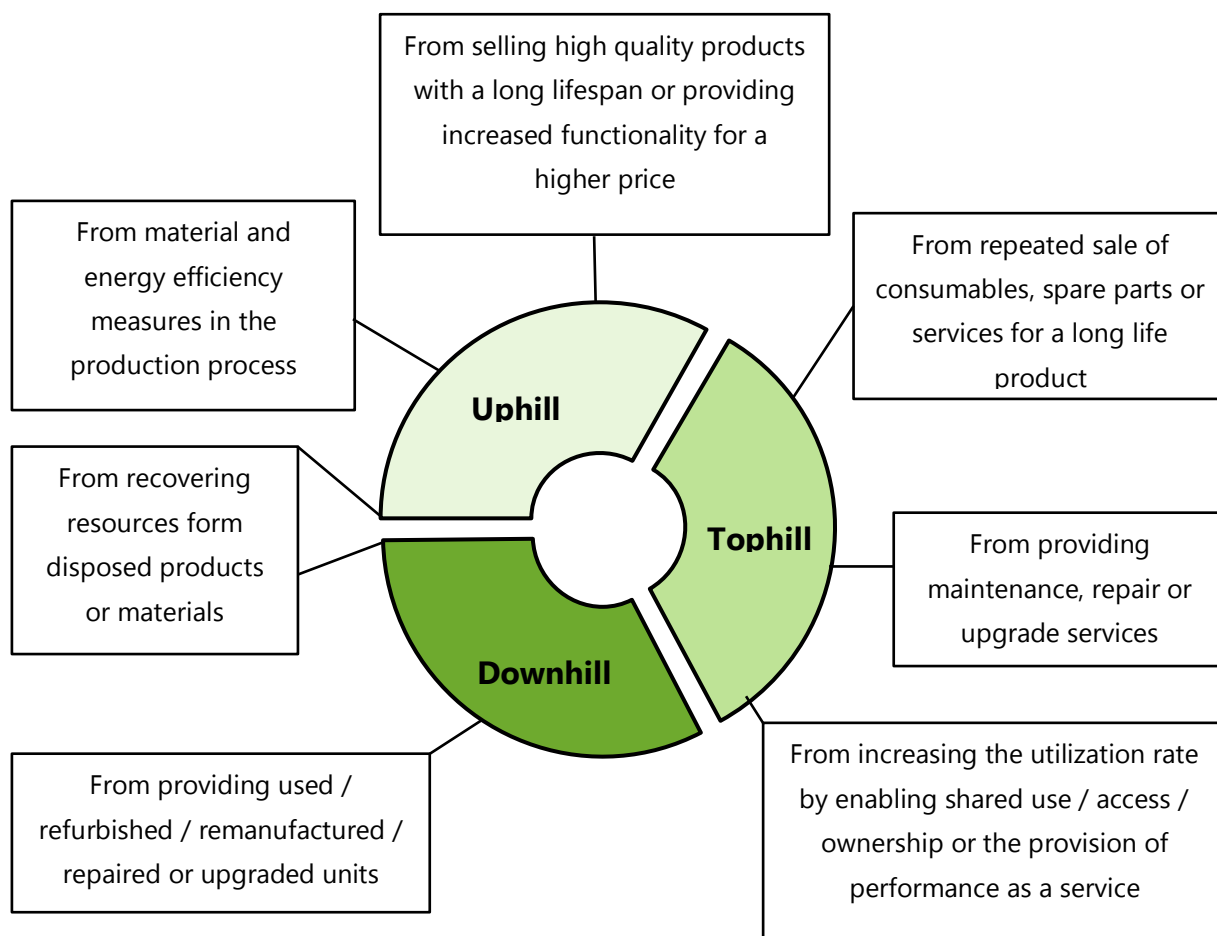 From selling high quality products
with a long lifespan or providing
increased functionality for a
higher price
From material and
energy efficiency
measures in the
production process
From repeated sale of
consumables, spare parts or
services for a long life
product
Uphill
From recovering
resources form
disposed products
or materials
Tophill
From providing
maintenance, repair or
upgrade services
Downhill
From providing used /
refurbished / remanufactured /
repaired or upgraded units
From increasing the utilization rate
by enabling shared use / access /
ownership or the provision of
performance as a service